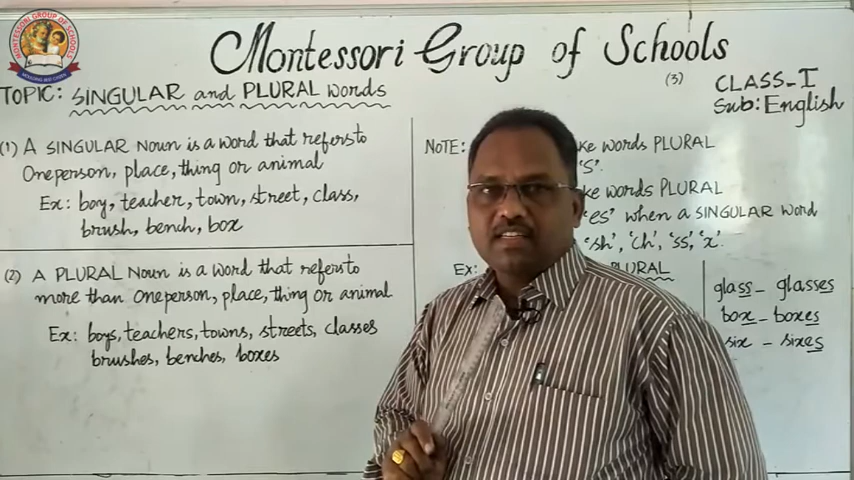 MONTESSORI GROUP OF SCHOOLS
Montessori Group of Schools
(3)
CLASS-I
Sub: English
TOPIC: SINGULAR and PLURAL words
(1) A SINGULAR Noun is a word that refers to
One person, place, thing or animal
Ex: boy, teacher, town, street, class,
brush, bench, box
(2) A PLURAL Noun is a word that refers to
more than one person, place, thing or animal
Ex: boys, teachers, towns, streets, classes
brushes, benches, boxes
NOTE: words PLURAL
'S'.
words PLURAL
'es' when a SINGULAR word
'sh', 'ch', 'ss', 'x'.
Ex: PLURAL
glass - glasses
box - boxes
six - sixes